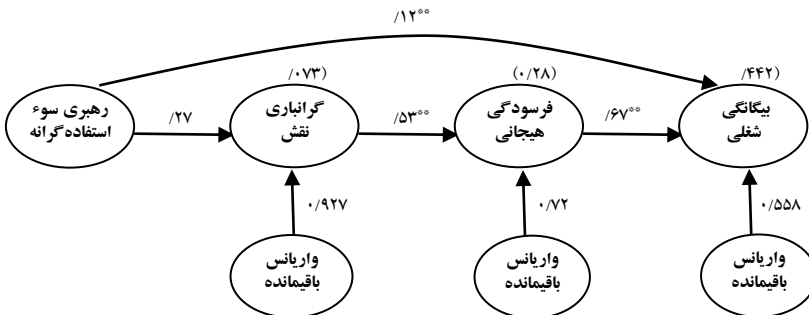 /۱۲**
/۰۷۳)
(۰/۲۸)
/۴۴۲)
رهبری سوء
استفاده‌گرانه
/۲۷
گرانباری
نقش
/۵۳**
فرسودگی
هیجانی
/۶۷**
بیگانگی
شغلی
۰/۹۲۷
۰/۷۲
۰/۵۵۸
واریانس
باقیمانده
واریانس
باقیمانده
واریانس
باقیمانده